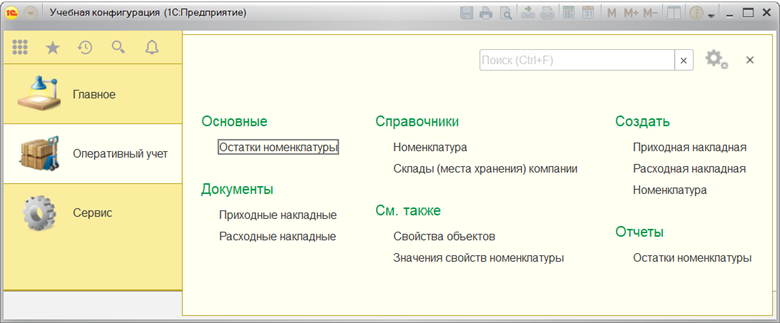 1С Учебная конфигурация (1С:Предприятие) M M+ M-
Поиск (Ctrl+F)
Главное
Оперативный учет
Сервис
Основные
Остатки номенклатуры
Документы
Приходные накладные
Расходные накладные
Справочники
Номенклатура
Склады (места хранения) компании
См. также
Свойства объектов
Значения свойств номенклатуры
Создать
Приходная накладная
Расходная накладная
Номенклатура
Отчеты
Остатки номенклатуры